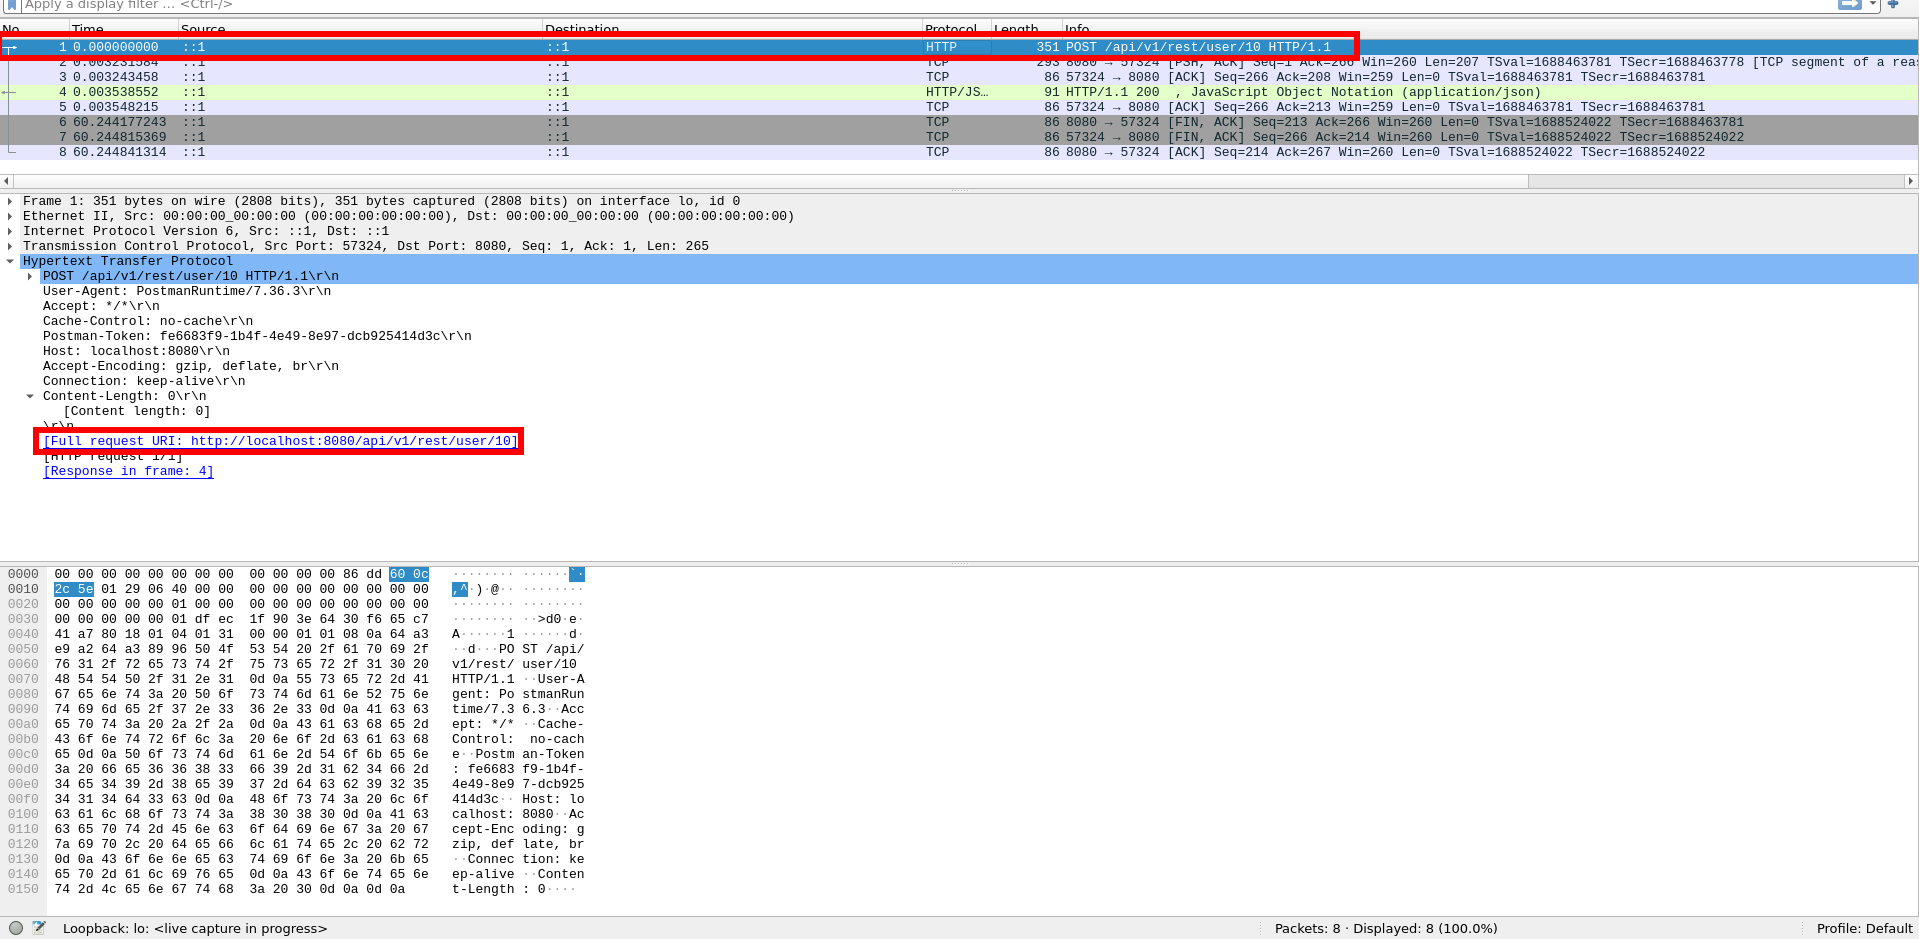 Apply a display filter ... <Ctrl-/>
No. Time Source Destination Protocol Length Info
1 0.000000000 ::1 ::1 HTTP 351 POST /api/v1/rest/user/10 HTTP/1.1
2 0.003231584 ::1 ::1 TCP 293 8080 → 57324 [PSH, ACK] Seq=1 Ack=266 Win=260 Len=207 TSval=1688463781 TSecr=1688463778 [TCP segment of a reas
3 0.003243458 ::1 ::1 TCP 86 57324 → 8080 [ACK] Seq=266 Ack=208 Win=259 Len=0 TSval=1688463781 TSecr=1688463781
4 0.003538552 ::1 ::1 HTTP/JS… 91 HTTP/1.1 200 , JavaScript Object Notation (application/json)
5 0.003548215 ::1 ::1 TCP 86 57324 → 8080 [ACK] Seq=266 Ack=213 Win=259 Len=0 TSval=1688463781 TSecr=1688463781
6 60.244177243 ::1 ::1 TCP 86 8080 → 57324 [FIN, ACK] Seq=213 Ack=266 Win=260 Len=0 TSval=1688524022 TSecr=1688463781
7 60.244815369 ::1 ::1 TCP 86 57324 → 8080 [FIN, ACK] Seq=266 Ack=214 Win=260 Len=0 TSval=1688524022 TSecr=1688524022
8 60.244841314 ::1 ::1 TCP 86 8080 → 57324 [ACK] Seq=214 Ack=267 Win=260 Len=0 TSval=1688524022 TSecr=1688524022
Frame 1: 351 bytes on wire (2808 bits), 351 bytes captured (2808 bits) on interface lo, id 0
Ethernet II, Src: 00:00:00_00:00:00 (00:00:00:00:00:00), Dst: 00:00:00_00:00:00 (00:00:00:00:00:00)
Internet Protocol Version 6, Src: ::1, Dst: ::1
Transmission Control Protocol, Src Port: 57324, Dst Port: 8080, Seq: 1, Ack: 1, Len: 265
Hypertext Transfer Protocol
POST /api/v1/rest/user/10 HTTP/1.1\r\n
User-Agent: PostmanRuntime/7.36.3\r\n
Accept: */*\r\n
Cache-Control: no-cache\r\n
Postman-Token: fe6683f9-1b4f-4e49-8e97-dcb925414d3c\r\n
Host: localhost:8080\r\n
Accept-Encoding: gzip, deflate, br\r\n
Connection: keep-alive\r\n
Content-Length: 0\r\n
[Content length: 0]
\r\n
[Full request URI: http://localhost:8080/api/v1/rest/user/10]
[HTTP request 1/1]
[Response in frame: 4]
0000 00 00 00 00 00 00 00 00 00 00 00 00 86 dd 60 0c ········ ······`·
0010 2c 5e 01 29 06 40 00 00 00 00 00 00 00 00 00 00 ,^·)·@·· ········
0020 00 00 00 00 00 01 00 00 00 00 00 00 00 00 00 00 ········ ········
0030 00 00 00 00 00 01 df ec 1f 90 3e 64 30 f6 65 c7 ········ ··>d0·e·
0040 41 a7 80 18 01 04 01 31 00 00 01 01 08 0a 64 a3 A······1 ······d·
0050 e9 a2 64 a3 89 96 50 4f 53 54 20 2f 61 70 69 2f ··d···PO ST /api/
0060 76 31 2f 72 65 73 74 2f 75 73 65 72 2f 31 30 20 v1/rest/ user/10
0070 48 54 54 50 2f 31 2e 31 0d 0a 55 73 65 72 2d 41 HTTP/1.1 ··User-A
0080 67 65 6e 74 3a 20 50 6f 73 74 6d 61 6e 52 75 6e gent: Po stmanRun
0090 74 69 6d 65 2f 37 2e 33 36 2e 33 0d 0a 41 63 63 time/7.3 6.3··Acc
00a0 65 70 74 3a 20 2a 2f 2a 0d 0a 43 61 63 68 65 2d ept: */* ··Cache-
00b0 43 6f 6e 74 72 6f 6c 3a 20 6e 6f 2d 63 61 63 68 Control: no-cach
00c0 65 0d 0a 50 6f 73 74 6d 61 6e 2d 54 6f 6b 65 6e e··Postm an-Token
00d0 3a 20 66 65 36 36 38 33 66 39 2d 31 62 34 66 2d : fe6683 f9-1b4f-
00e0 34 65 34 39 2d 38 65 39 37 2d 64 63 62 39 32 35 4e49-8e9 7-dcb925
00f0 34 31 34 64 33 63 0d 0a 48 6f 73 74 3a 20 6c 6f 414d3c·· Host: lo
0100 63 61 6c 68 6f 73 74 3a 38 30 38 30 0d 0a 41 63 calhost: 8080··Ac
0110 63 65 70 74 2d 45 6e 63 6f 64 69 6e 67 3a 20 67 cept-Enc oding: g
0120 7a 69 70 2c 20 64 65 66 6c 61 74 65 2c 20 62 72 zip, def late, br
0130 0d 0a 43 6f 6e 6e 65 63 74 69 6f 6e 3a 20 6b 65 ··Connec tion: ke
0140 65 70 2d 61 6c 69 76 65 0d 0a 43 6f 6e 74 65 6e ep-alive ··Conten
0150 74 2d 4c 65 6e 67 74 68 3a 20 30 0d 0a 0d 0a t-Length : 0····
Loopback: lo: <live capture in progress> Packets: 8 · Displayed: 8 (100.0%) Profile: Default